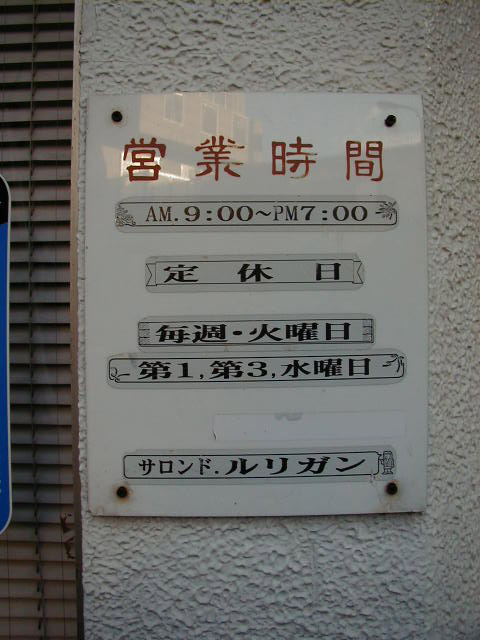 営業時間
AM.9:00~PM7:00
定休日
毎週・火曜日
第1,第3,水曜日
サロンド.ルリガン